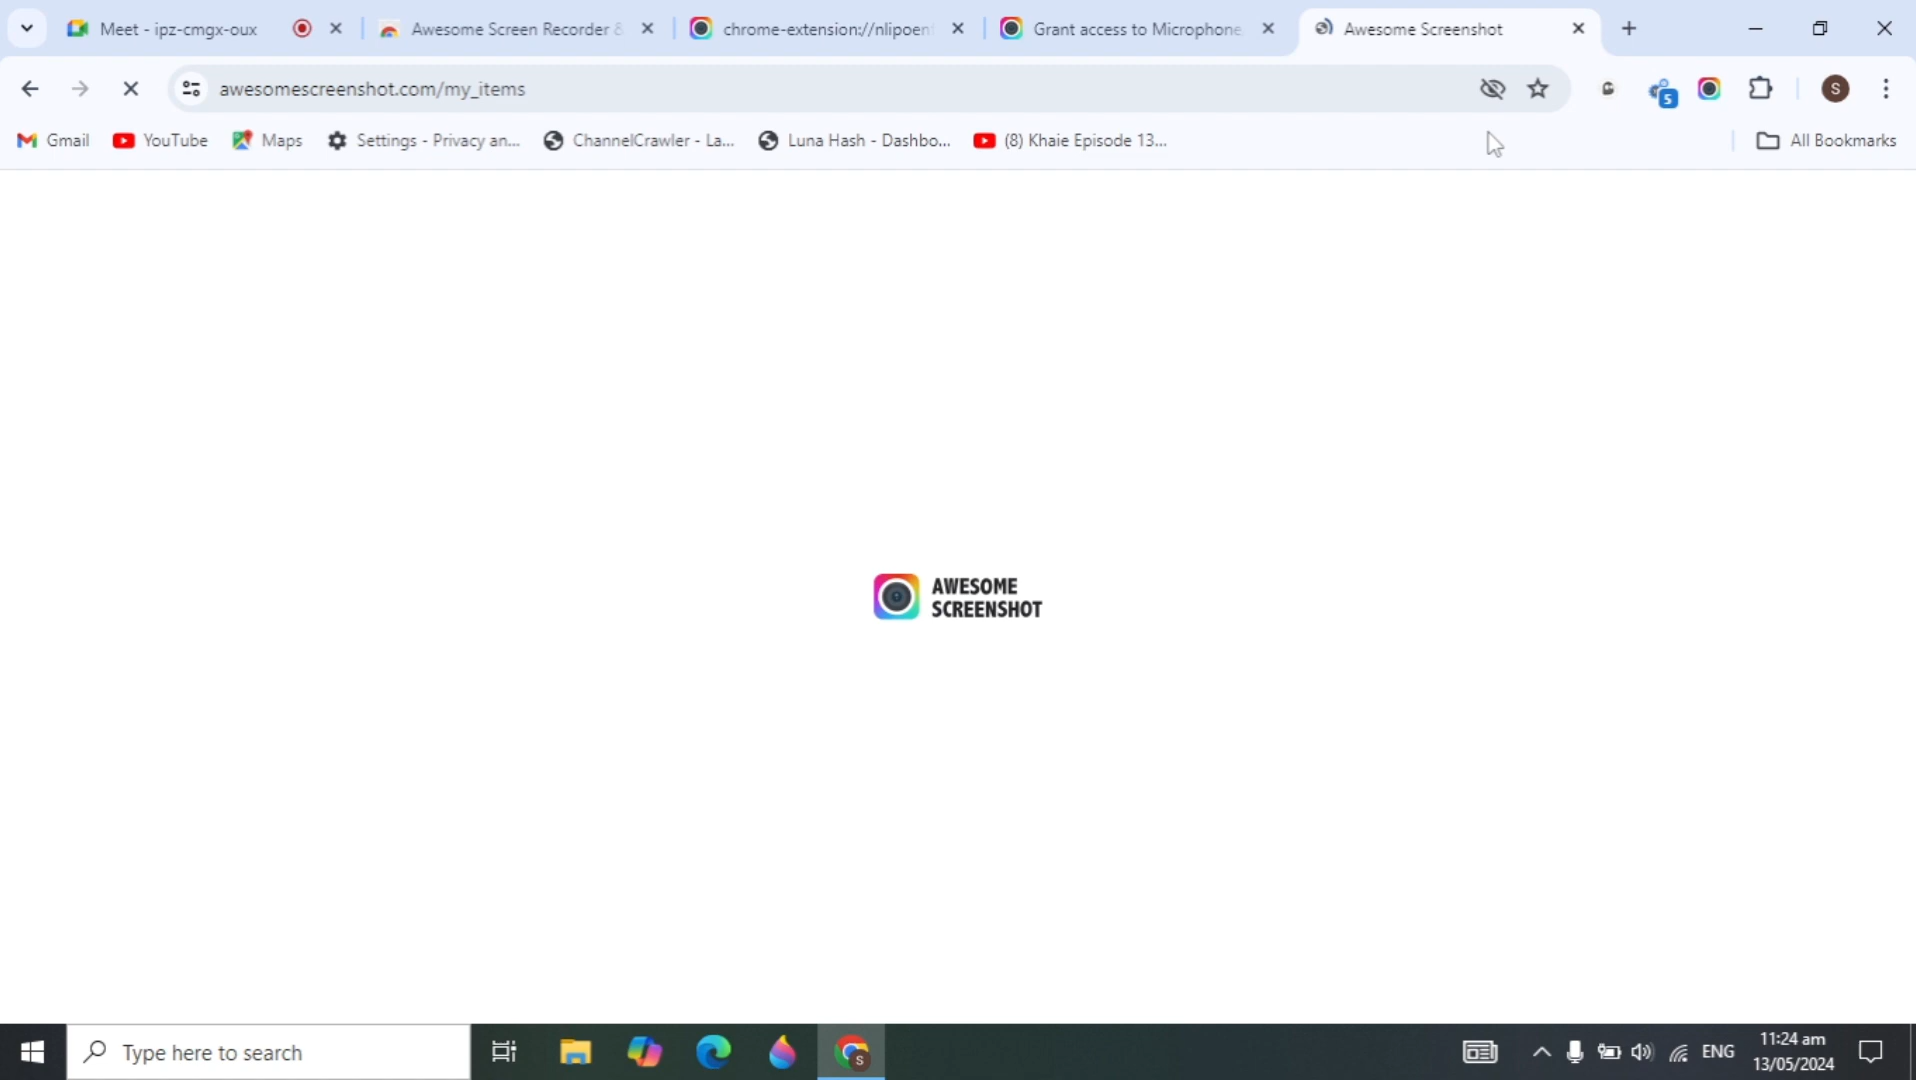 Meet - ipz-cmgx-oux
Awesome Screen Recorder &
chrome-extension://nlipoen
Grant access to Microphone,
Awesome Screenshot
awesomescreenshot.com/my_items
5
S
Gmail
YouTube
Maps
Settings - Privacy an...
ChannelCrawler - La...
Luna Hash - Dashbo...
(8) Khaie Episode 13...
All Bookmarks
AWESOME
SCREENSHOT
Type here to search
S
ENG
11:24 am
13/05/2024